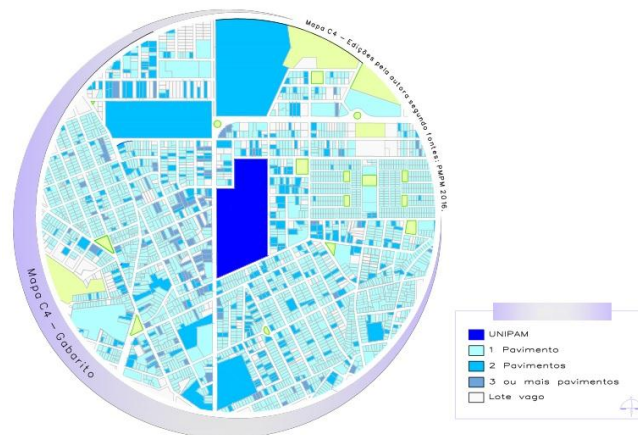 Mapa C4 – Edições pela autora segundo fontes: PMPM 2016.
Mapa C4 – Gabarito
UNIPAM
1 Pavimento
2 Pavimentos
3 ou mais pavimentos
Lote vago